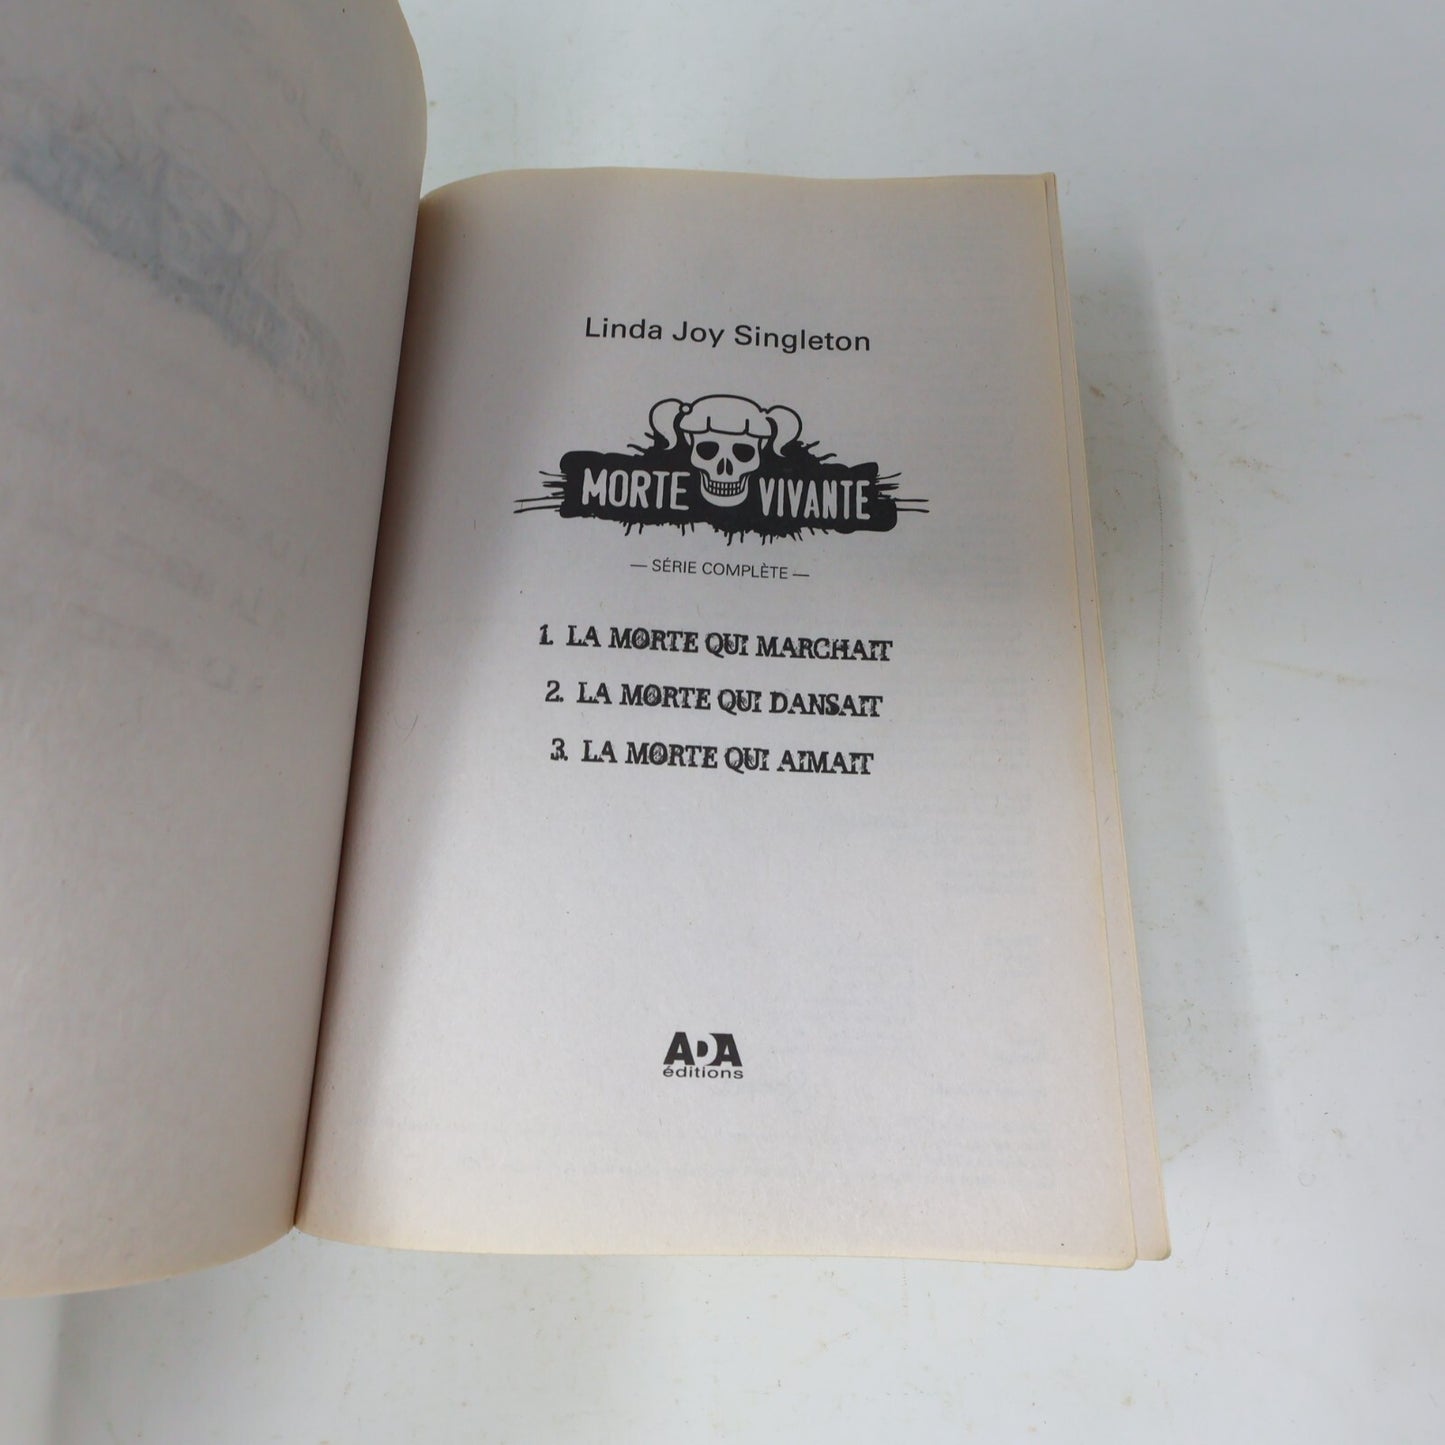 Linda Joy Singleton
MORTE VIVANTE
— SÉRIE COMPLÈTE —
1. LA MORTE QUI MARCHAIT
2. LA MORTE QUI DANSAIT
3. LA MORTE QUI AIMAIT
ADA
éditions